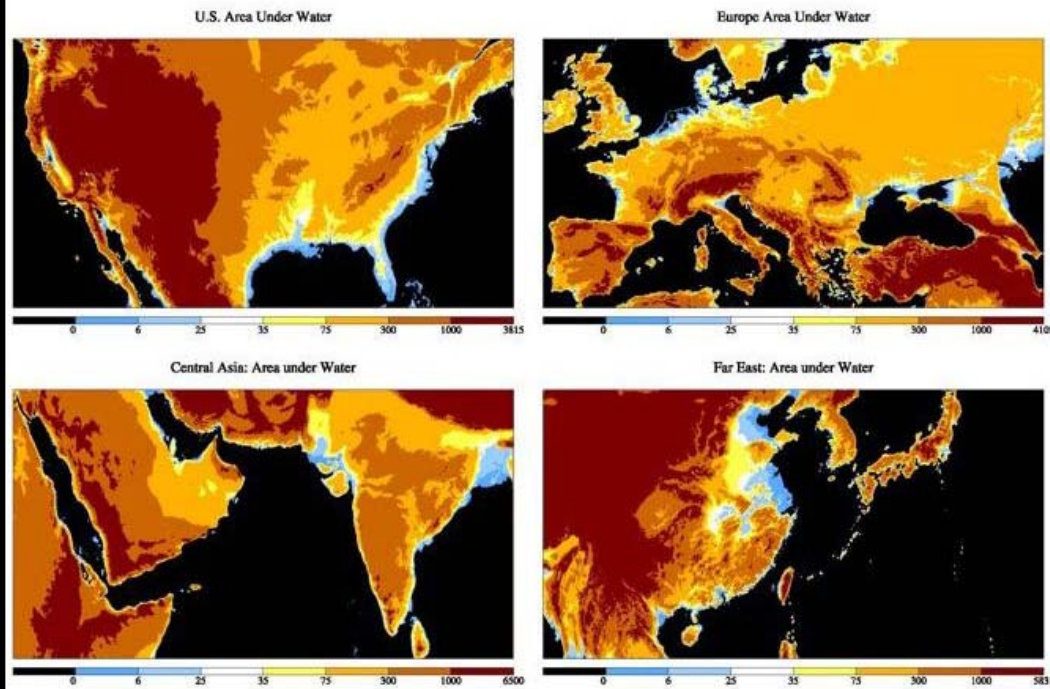 U.S. Area Under Water
Europe Area Under Water
0 6 25 35 75 300 1000 3815
0 6 25 35 75 300 1000 4105
Central Asia: Area under Water
Far East: Area under Water
0 6 25 35 75 300 1000 6500
0 6 25 35 75 300 1000 583